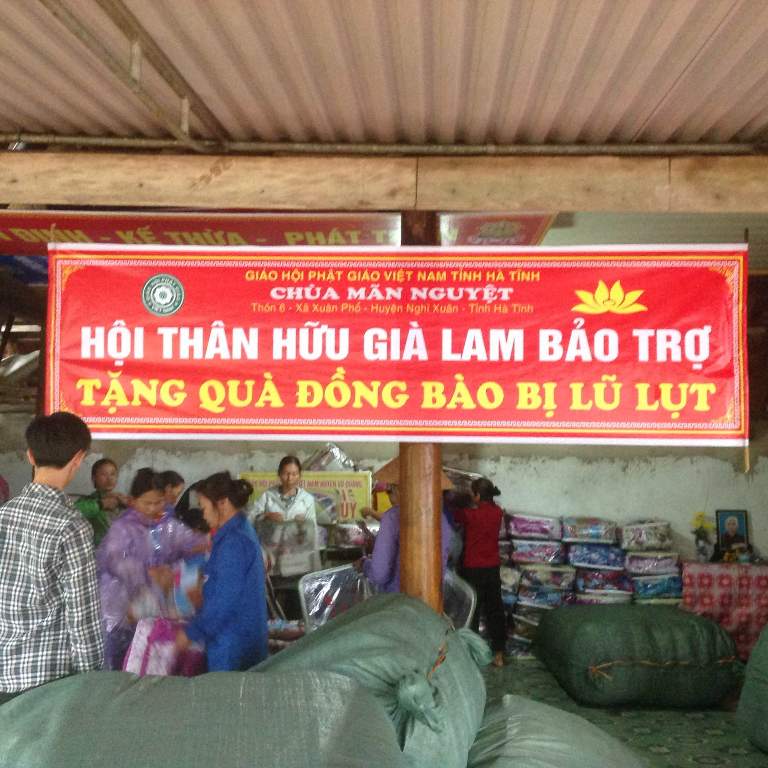 KẾ THỪA - PHÁT
GIÁO HỘI PHẬT GIÁO VIỆT NAM TỈNH HÀ TĨNH
CHÙA MÃN NGUYỆT
Thôn 6 - Xã Xuân Phổ - Huyện Nghi Xuân - Tỉnh Hà Tĩnh
HỘI THÂN HỮU GIÀ LAM BẢO TRỢ
TẶNG QUÀ ĐỒNG BÀO BỊ LŨ LỤT